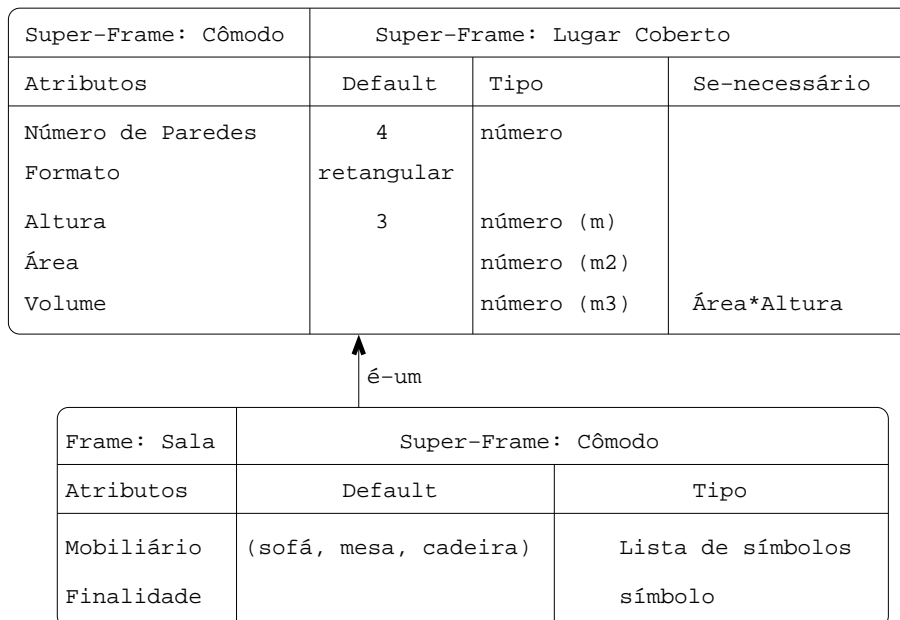 Super-Frame: Cômodo Super-Frame: Lugar Coberto
Atributos Default Tipo Se-necessário
Número de Paredes 4 número
Formato retangular
Altura 3 número (m)
Área número (m2)
Volume número (m3) Área*Altura
é-um
Frame: Sala Super-Frame: Cômodo
Atributos Default Tipo
Mobiliário (sofá, mesa, cadeira) Lista de símbolos
Finalidade símbolo